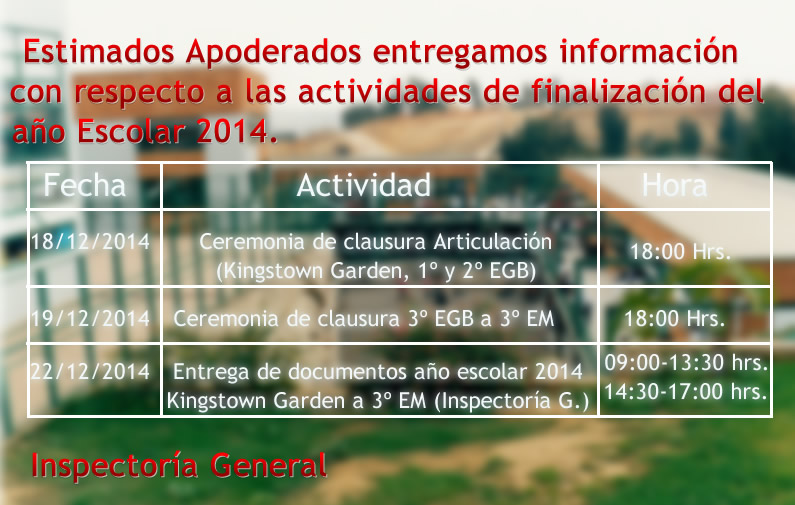 Estimados Apoderados entregamos información
con respecto a las actividades de finalización del
año Escolar 2014.
Fecha Actividad Hora
18/12/2014 Ceremonia de clausura Articulación
(Kingstown Garden, 1º y 2º EGB) 18:00 Hrs.
19/12/2014 Ceremonia de clausura 3º EGB a 3º EM 18:00 Hrs.
22/12/2014 Entrega de documentos año escolar 2014 09:00-13:30 hrs.
Kingstown Garden a 3º EM (Inspectoría G.) 14:30-17:00 hrs.
Inspectoría General